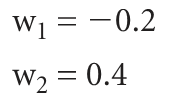 w₁ = −0.2
w₂ = 0.4